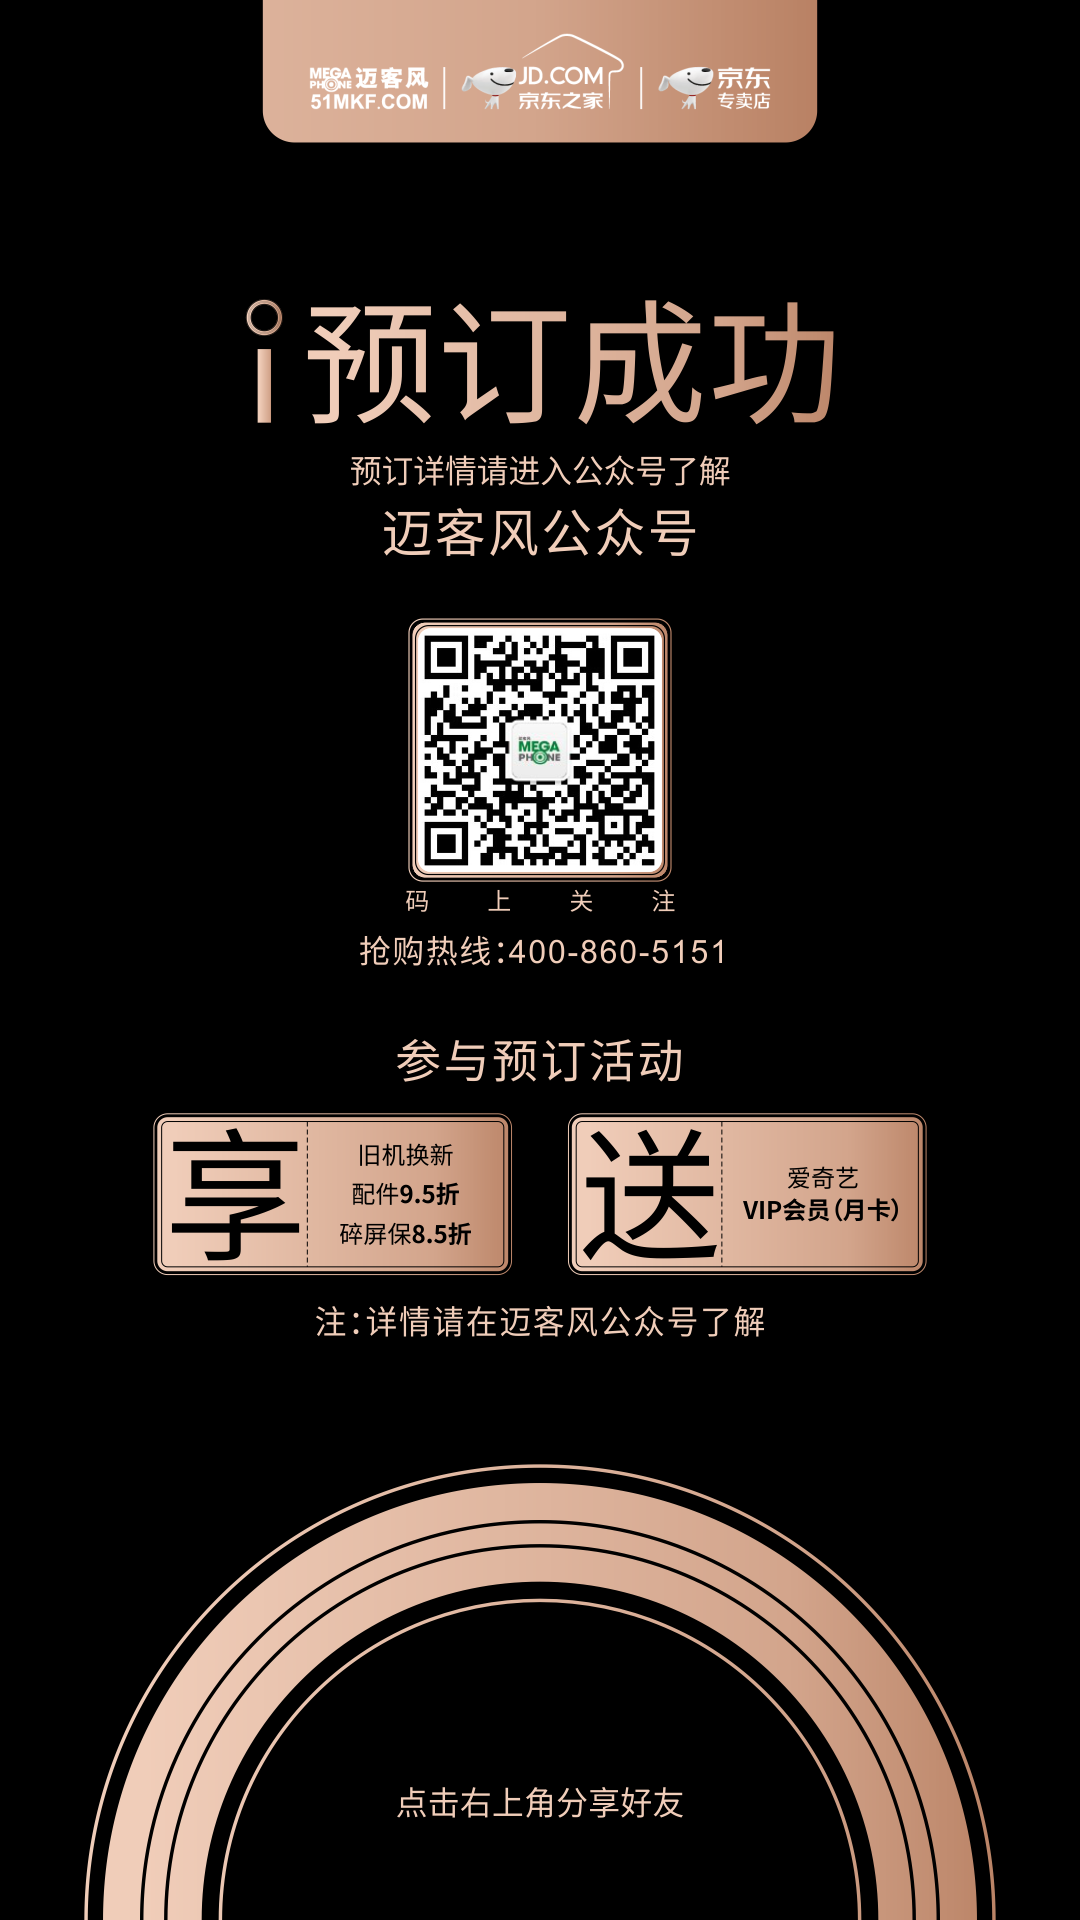 MEGA PHONE 迈客风
51MKF.COM
JD.COM
京东之家
京东
专卖店
i预订成功
预订详情请进入公众号了解
迈客风公众号
MEGA
PHONE
码上关注
抢购热线:400-860-5151
参与预订活动
享
旧机换新
配件9.5折
碎屏保8.5折
送
爱奇艺
VIP会员(月卡)
注:详情请在迈客风公众号了解
点击右上角分享好友